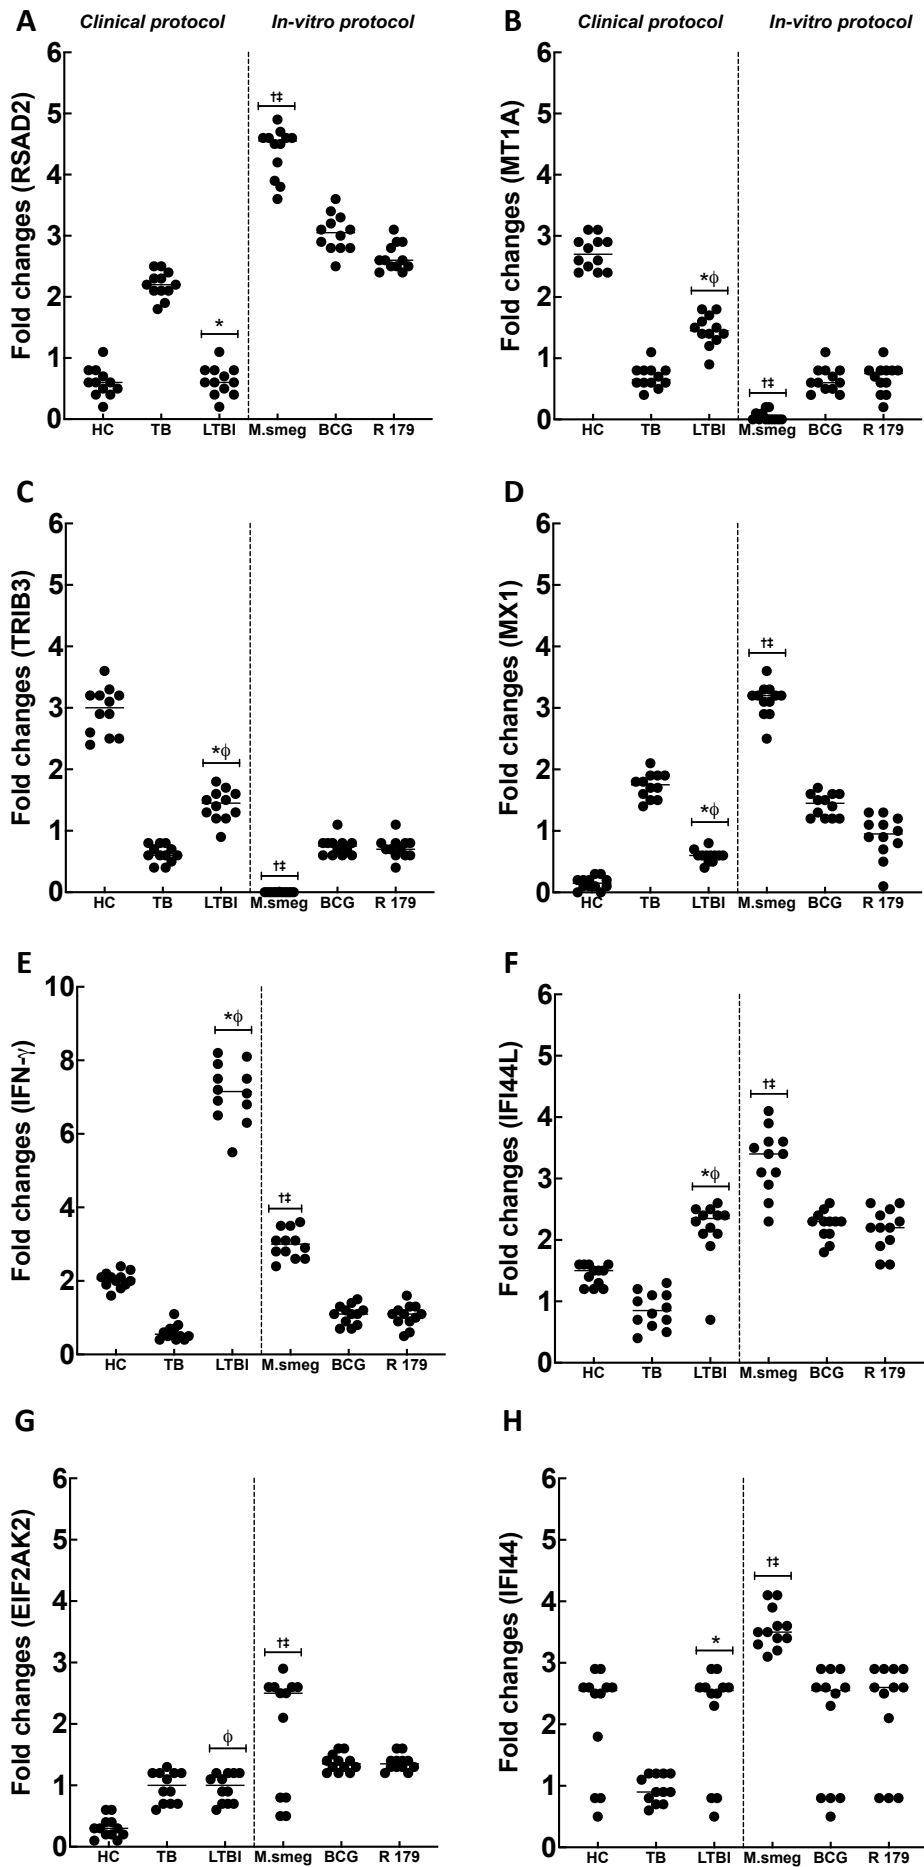 A Clinical protocol In-vitro protocol
B Clinical protocol In-vitro protocol
Fold changes (RSAD2)
6
5
4
3
2
1
0
†‡
*
HC TB LTBI M.smeg BCG R 179
Fold changes (MT1A)
6
5
4
3
2
1
0
*ϕ
†‡
HC TB LTBI M.smeg BCG R 179
C
Fold changes (TRIB3)
6
5
4
3
2
1
0
*ϕ
†‡
HC TB LTBI M.smeg BCG R 179
D
Fold changes (MX1)
6
5
4
3
2
1
0
†‡
*ϕ
HC TB LTBI M.smeg BCG R 179
E
Fold changes (IFN-γ)
10
8
6
4
2
0
*ϕ
†‡
HC TB LTBI M.smeg BCG R 179
F
Fold changes (IFI44L)
6
5
4
3
2
1
0
†‡
*ϕ
HC TB LTBI M.smeg BCG R 179
G
Fold changes (EIF2AK2)
6
5
4
3
2
1
0
†‡
ϕ
HC TB LTBI M.smeg BCG R 179
H
Fold changes (IFI44)
6
5
4
3
2
1
0
†‡
*
HC TB LTBI M.smeg BCG R 179